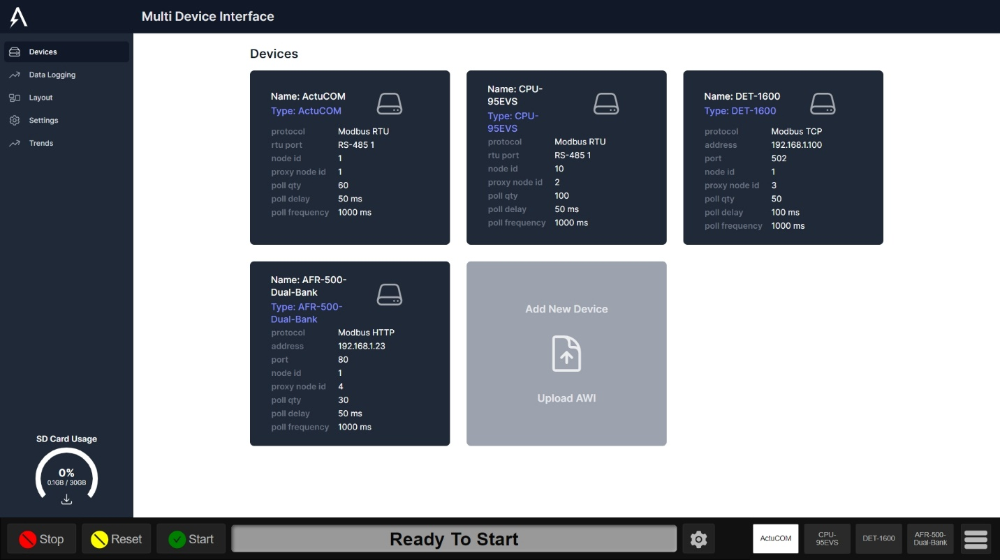 Multi Device Interface
Devices
Data Logging
Layout
Settings
Trends
SD Card Usage
0%
0.1GB / 30GB
Devices
Name: ActuCOM
Type: ActuCOM
protocol Modbus RTU
rtu port RS-485 1
node id 1
proxy node id 1
poll qty 60
poll delay 50 ms
poll frequency 1000 ms
Name: CPU-
95EVS
Type: CPU-
95EVS
protocol Modbus RTU
rtu port RS-485 1
node id 10
proxy node id 2
poll qty 100
poll delay 50 ms
poll frequency 1000 ms
Name: DET-1600
Type: DET-1600
protocol Modbus TCP
address 192.168.1.100
port 502
node id 1
proxy node id 3
poll qty 50
poll delay 100 ms
poll frequency 1000 ms
Name: AFR-500-
Dual-Bank
Type: AFR-500-
Dual-Bank
protocol Modbus HTTP
address 192.168.1.23
port 80
node id 1
proxy node id 4
poll qty 30
poll delay 50 ms
poll frequency 1000 ms
Add New Device
Upload AWI
Stop
Reset
Start
Ready To Start
ActuCOM
CPU-
95EVS
DET-1600
AFR-500-
Dual-Bank